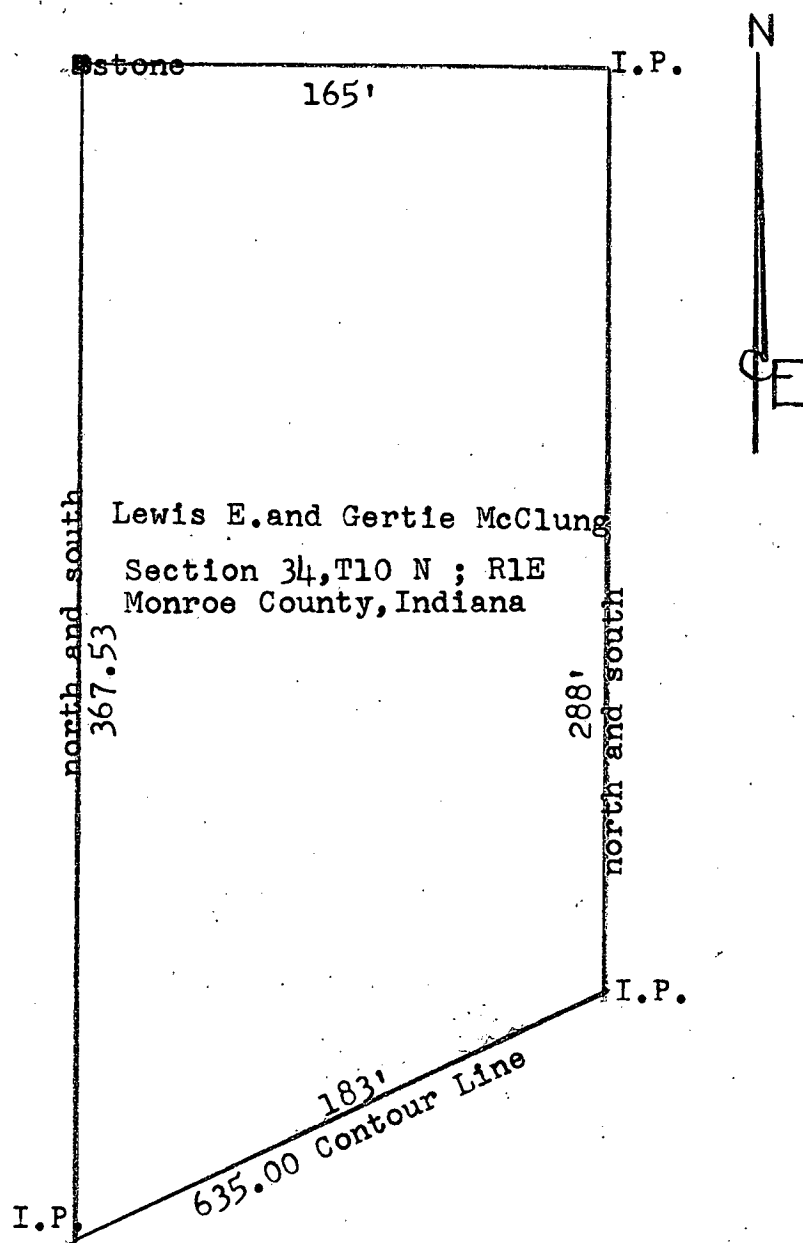 N
stone
I.P.
165'
E
Lewis E.and Gertie McClung
Section 34,T10 N ; R1E
Monroe County,Indiana
north and south
367.53
288'
north and south
I.P.
183'
635.00 Contour Line
I.P.